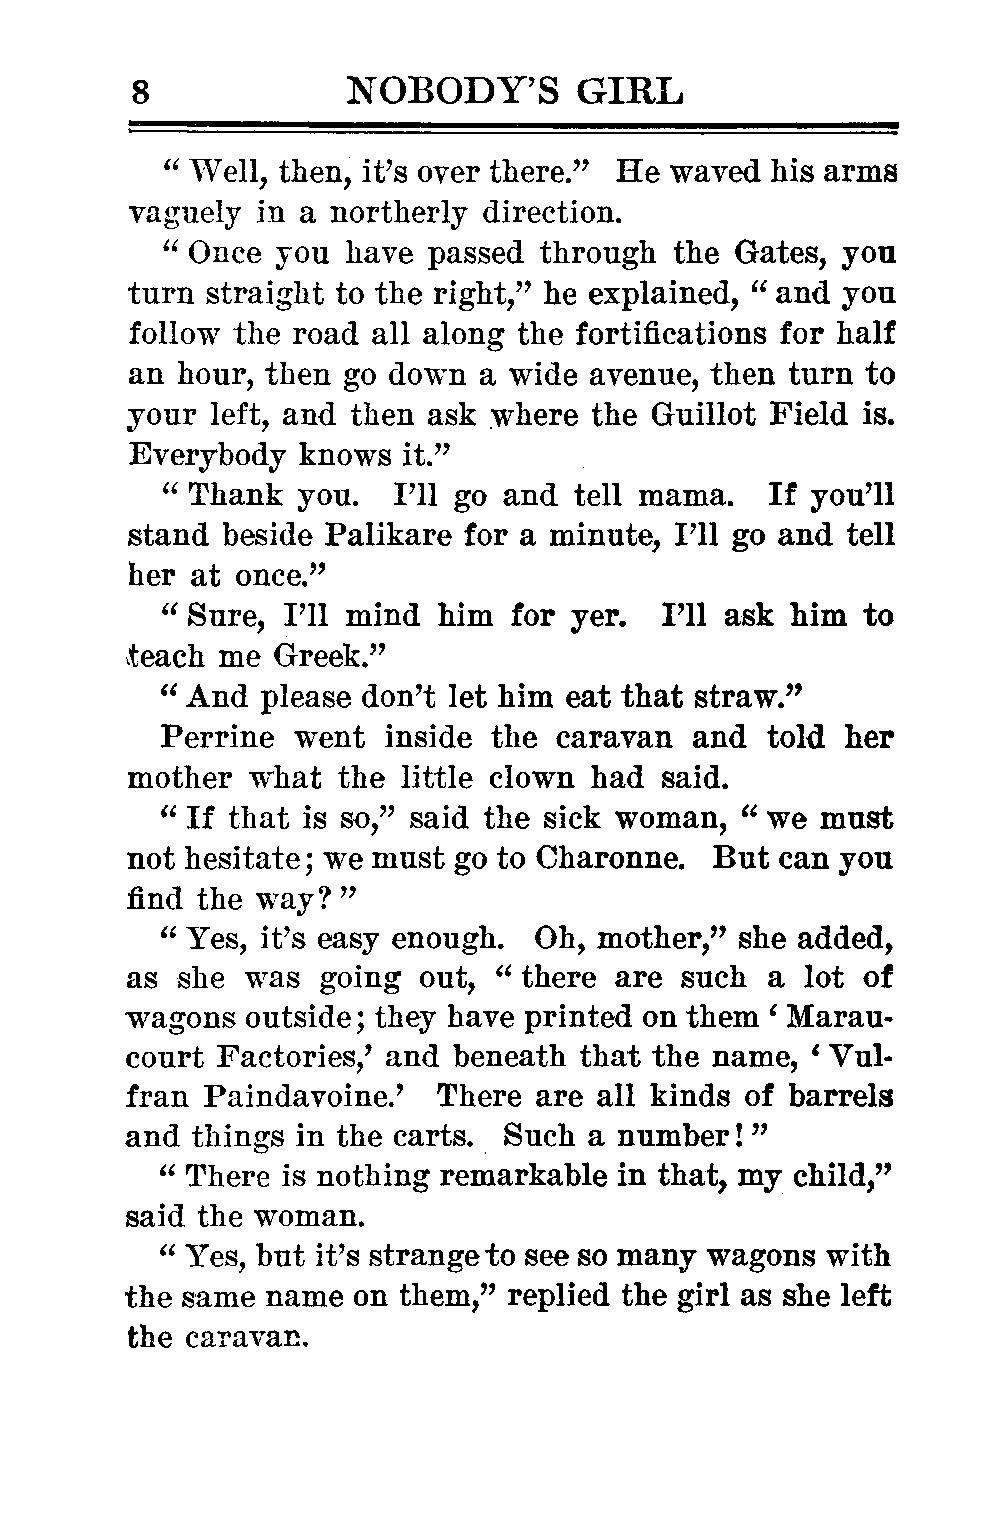 8 NOBODY'S GIRL
“ Well, then, it’s over there.” He waved his arms
vaguely in a northerly direction.
“ Once you have passed through the Gates, you
turn straight to the right,” he explained, “ and you
follow the road all along the fortifications for half
an hour, then go down a wide avenue, then turn to
your left, and then ask where the Guillot Field is.
Everybody knows it.”
“ Thank you. I’ll go and tell mama. If you’ll
stand beside Palikare for a minute, I’ll go and tell
her at once.”
“ Sure, I’ll mind him for yer. I’ll ask him to
teach me Greek.”
“ And please don’t let him eat that straw.”
Perrine went inside the caravan and told her
mother what the little clown had said.
“ If that is so,” said the sick woman, “ we must
not hesitate; we must go to Charonne. But can you
find the way? ”
“ Yes, it’s easy enough. Oh, mother,” she added,
as she was going out, “ there are such a lot of
wagons outside; they have printed on them ‘ Marau-
court Factories,’ and beneath that the name, ‘ Vul-
fran Paindavoine.’ There are all kinds of barrels
and things in the carts. Such a number! ”
“ There is nothing remarkable in that, my child,”
said the woman.
“ Yes, but it’s strange to see so many wagons with
the same name on them,” replied the girl as she left
the caravan.